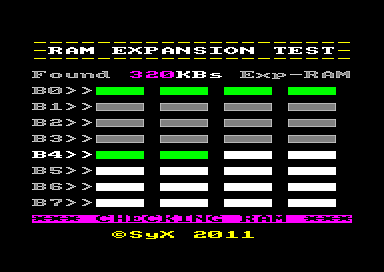 RAM EXPANSION TEST
Found 320KBs Exp-RAM
B0>>
B1>>
B2>>
B3>>
B4>>
B5>>
B6>>
B7>>
**** CHECKING RAM ****
©SyX 2011